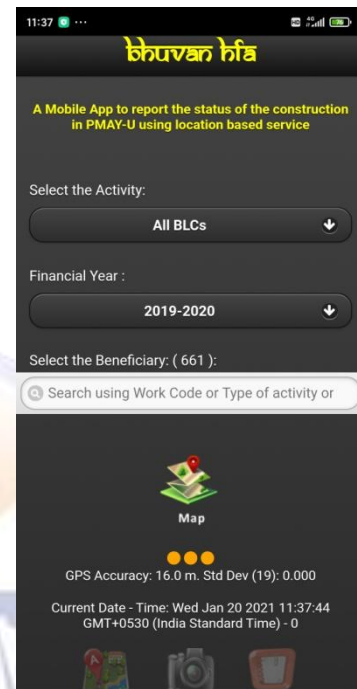 11:37
bhuvan hfa
A Mobile App to report the status of the construction
in PMAY-U using location based service
Select the Activity:
All BLCs
Financial Year :
2019-2020
Select the Beneficiary: ( 661 ):
Search using Work Code or Type of activity or
Map
GPS Accuracy: 16.0 m. Std Dev (19): 0.000
Current Date - Time: Wed Jan 20 2021 11:37:44
GMT+0530 (India Standard Time) - 0